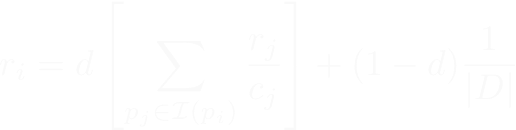 r_i = d \left[ \sum_{p_j \in \mathcal{I}(p_i)} \frac{r_j}{c_j} \right] + (1 - d) \frac{1}{|D|}